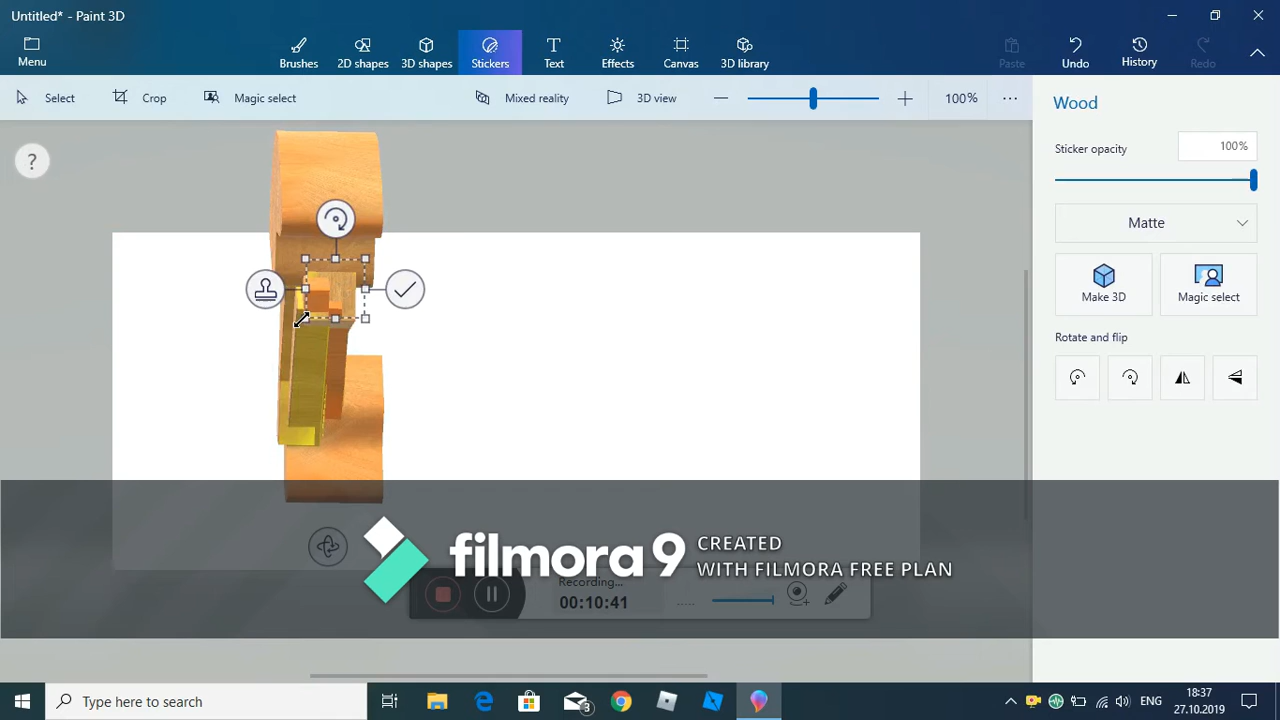 Untitled* - Paint 3D
Menu
Brushes
2D shapes
3D shapes
Stickers
Text
Effects
Canvas
3D library
Paste
Undo
History
Redo
Select
Crop
Magic select
Mixed reality
3D view
100%
Wood
?
Sticker opacity
100%
Matte
Make 3D
Magic select
Rotate and flip
filmora 9
CREATED
WITH FILMORA FREE PLAN
Recording...
00:10:41
Type here to search
3
ENG
18:37
27.10.2019